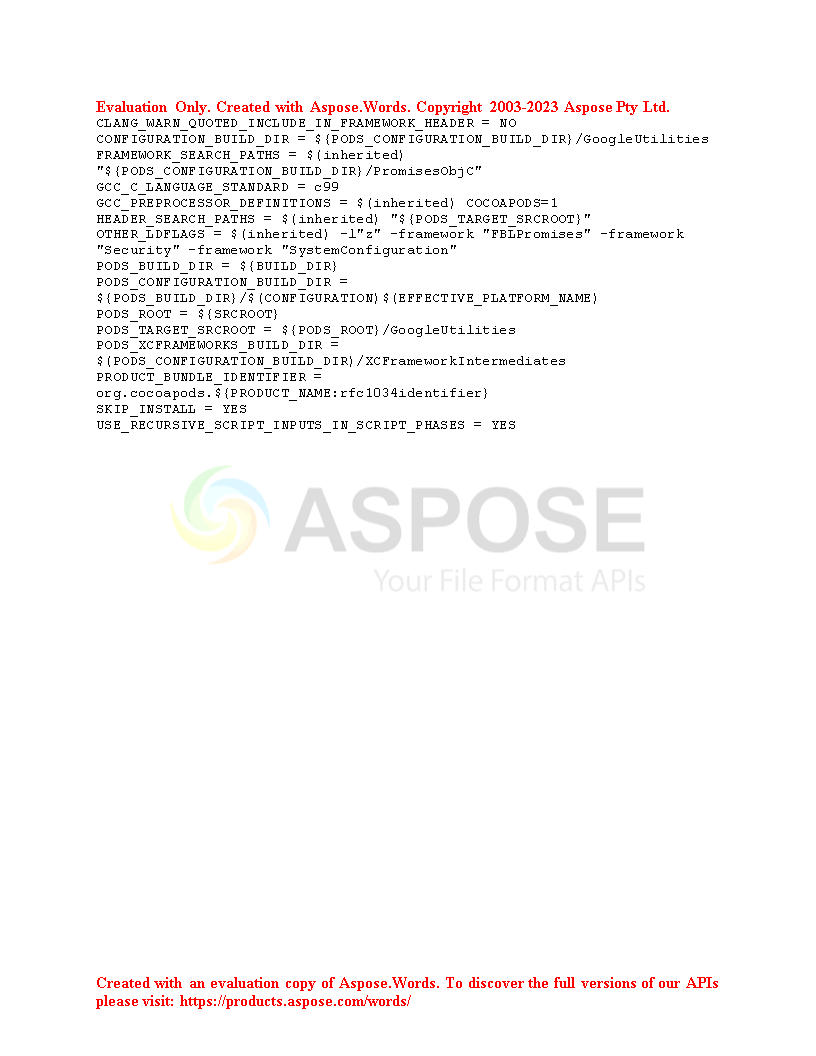 Evaluation Only. Created with Aspose.Words. Copyright 2003-2023 Aspose Pty Ltd.
CLANG_WARN_QUOTED_INCLUDE_IN_FRAMEWORK_HEADER = NO
CONFIGURATION_BUILD_DIR = ${PODS_CONFIGURATION_BUILD_DIR}/GoogleUtilities
FRAMEWORK_SEARCH_PATHS = $(inherited)
"${PODS_CONFIGURATION_BUILD_DIR}/PromisesObjC"
GCC_C_LANGUAGE_STANDARD = c99
GCC_PREPROCESSOR_DEFINITIONS = $(inherited) COCOAPODS=1
HEADER_SEARCH_PATHS = $(inherited) "${PODS_TARGET_SRCROOT}"
OTHER_LDFLAGS = $(inherited) -l"z" -framework "FBLPromises" -framework
"Security" -framework "SystemConfiguration"
PODS_BUILD_DIR = ${BUILD_DIR}
PODS_CONFIGURATION_BUILD_DIR =
${PODS_BUILD_DIR}/$(CONFIGURATION)$(EFFECTIVE_PLATFORM_NAME)
PODS_ROOT = ${SRCROOT}
PODS_TARGET_SRCROOT = ${PODS_ROOT}/GoogleUtilities
PODS_XCFRAMEWORKS_BUILD_DIR =
$(PODS_CONFIGURATION_BUILD_DIR)/XCFrameworkIntermediates
PRODUCT_BUNDLE_IDENTIFIER =
org.cocoapods.${PRODUCT_NAME:rfc1034identifier}
SKIP_INSTALL = YES
USE_RECURSIVE_SCRIPT_INPUTS_IN_SCRIPT_PHASES = YES
ASPOSE
Your File Format APIs
Created with an evaluation copy of Aspose.Words. To discover the full versions of our APIs
please visit: https://products.aspose.com/words/